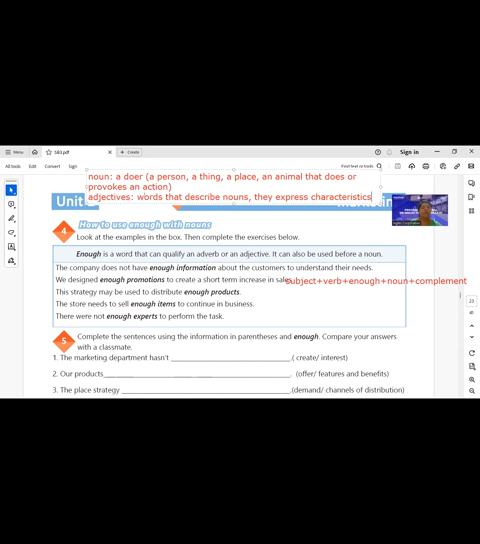 Menu
SB3.pdf
Create
Sign in
All tools Edit Convert Sign
Find text or tools
noun: a doer (a person, a thing, a place, an animal that does or
provokes an action)
adjectives: words that describe nouns, they express characteristics
4
How to use enough with nouns
Look at the examples in the box. Then complete the exercises below.
Enough is a word that can qualify an adverb or an adjective. It can also be used before a noun.
The company does not have enough information about the customers to understand their needs.
We designed enough promotions to create a short term increase in sales.
subject+verb+enough+noun+complement
This strategy may be used to distribute enough products.
The store needs to sell enough items to continue in business.
There were not enough experts to perform the task.
5
Complete the sentences using the information in parentheses and enough. Compare your answers
with a classmate.
1. The marketing department hasn't ______ .( create/ interest)
2. Our products ______ . (offer/ features and benefits)
3. The place strategy ______ .(demand/ channels of distribution)
23